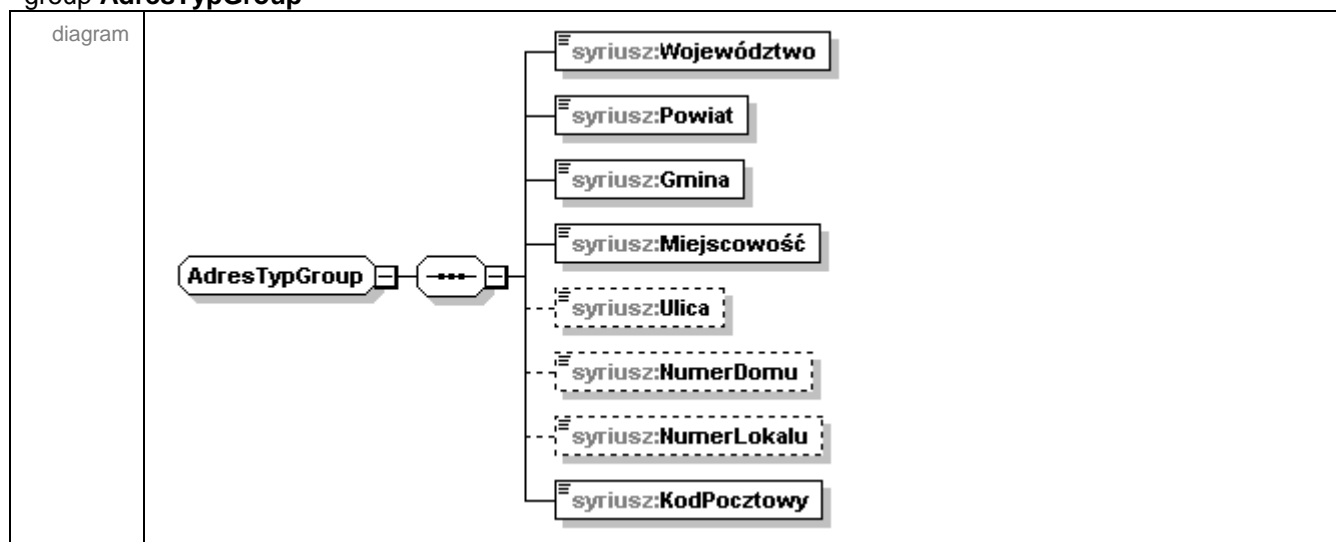 group AdresTypGroup
diagram
syriusz:Województwo
syriusz:Powiat
syriusz:Gmina
syriusz:Miejscowość
AdresTypGroup
syriusz:Ulica
syriusz:NumerDomu
syriusz:NumerLokalu
syriusz:KodPocztowy